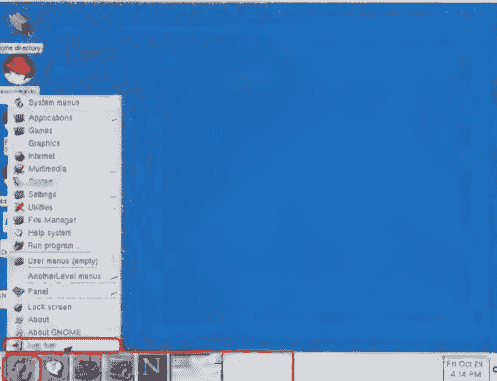 ome directory
System menus
Applications
Games
Graphics
Internet
Multimedia
Settings
Utilities
File Manager
Help system
Run program...
User menus (empty)
AnotherLevel menus
Panel
Lock screen
About
About GNOME
N
Fri Oct 29
4:14 PM